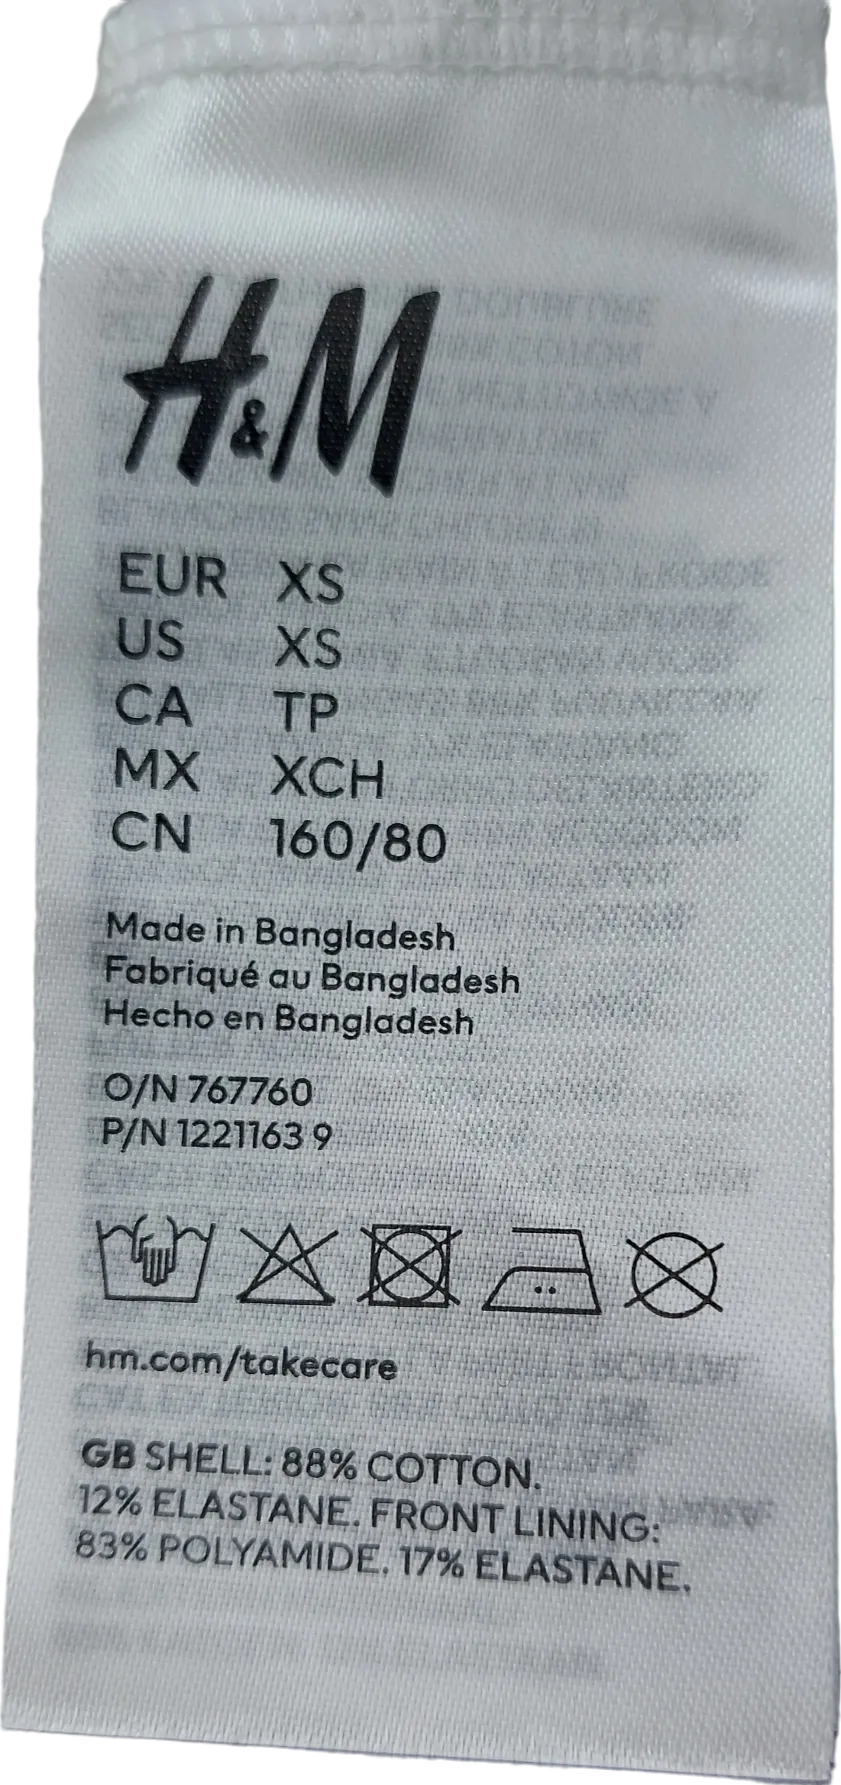 H&M
EUR XS
US XS
CA TP
MX XCH
CN 160/80
Made in Bangladesh
Fabriqué au Bangladesh
Hecho en Bangladesh
O/N 767760
P/N 1221163 9
hm.com/takecare
GB SHELL: 88% COTTON.
12% ELASTANE. FRONT LINING:
83% POLYAMIDE. 17% ELASTANE.